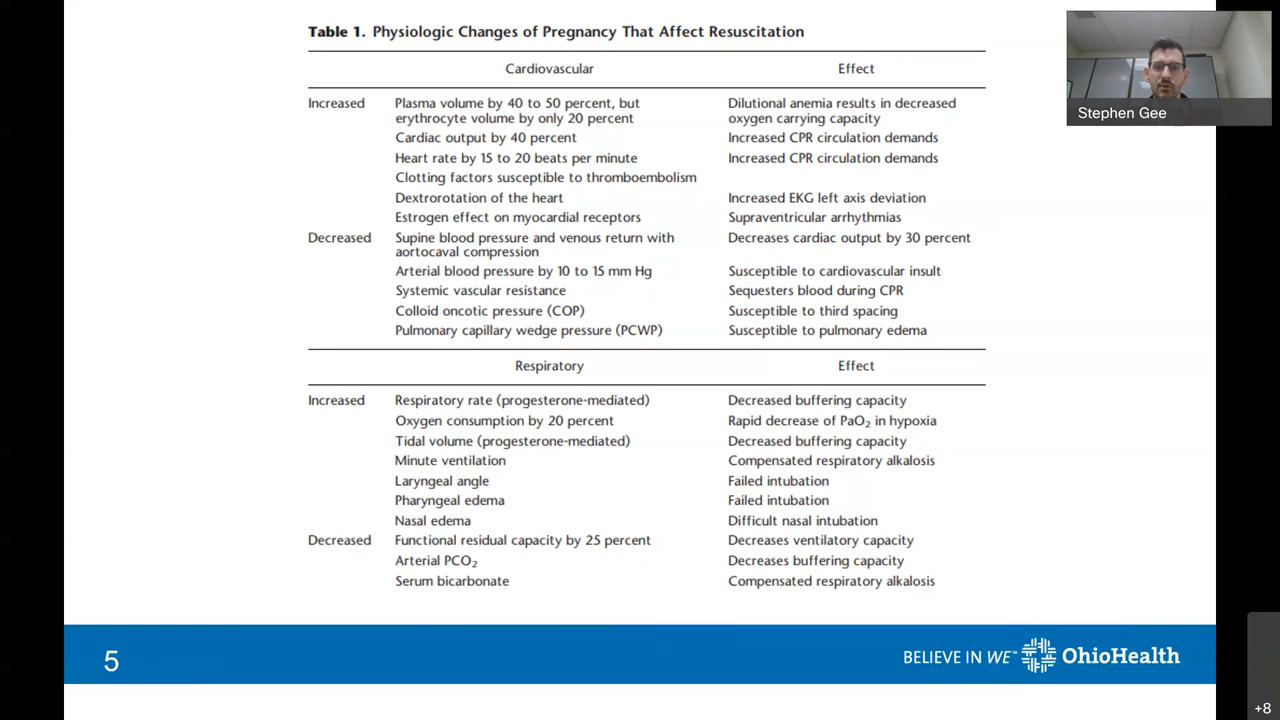 Table 1. Physiologic Changes of Pregnancy That Affect Resuscitation
Cardiovascular Effect
Increased Plasma volume by 40 to 50 percent, but Dilutional anemia results in decreased
erythrocyte volume by only 20 percent oxygen carrying capacity
Cardiac output by 40 percent Increased CPR circulation demands
Heart rate by 15 to 20 beats per minute Increased CPR circulation demands
Clotting factors susceptible to thromboembolism
Dextrorotation of the heart Increased EKG left axis deviation
Estrogen effect on myocardial receptors Supraventricular arrhythmias
Decreased Supine blood pressure and venous return with Decreases cardiac output by 30 percent
aortocaval compression
Arterial blood pressure by 10 to 15 mm Hg Susceptible to cardiovascular insult
Systemic vascular resistance Sequesters blood during CPR
Colloid oncotic pressure (COP) Susceptible to third spacing
Pulmonary capillary wedge pressure (PCWP) Susceptible to pulmonary edema
Respiratory Effect
Increased Respiratory rate (progesterone-mediated) Decreased buffering capacity
Oxygen consumption by 20 percent Rapid decrease of PaO₂ in hypoxia
Tidal volume (progesterone-mediated) Decreased buffering capacity
Minute ventilation Compensated respiratory alkalosis
Laryngeal angle Failed intubation
Pharyngeal edema Failed intubation
Nasal edema Difficult nasal intubation
Decreased Functional residual capacity by 25 percent Decreases ventilatory capacity
Arterial PCO₂ Decreases buffering capacity
Serum bicarbonate Compensated respiratory alkalosis
Stephen Gee
5
BELIEVE IN WE™ OhioHealth
+8